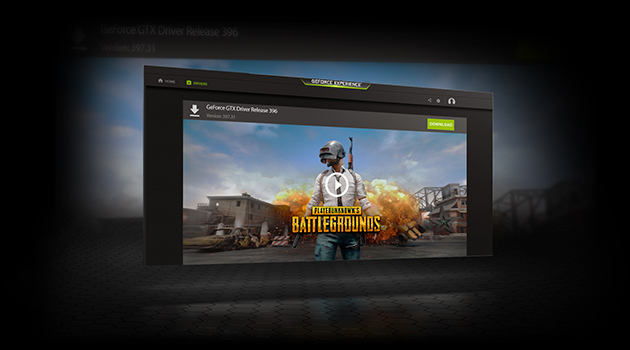 GeForce GTX Driver Release 396
Version: 397.31
GEFORCE EXPERIENCE
HOME
DRIVERS
GeForce GTX Driver Release 396
Version: 397.31
DOWNLOAD
PLAYERUNKNOWN'S
BATTLEGROUNDS